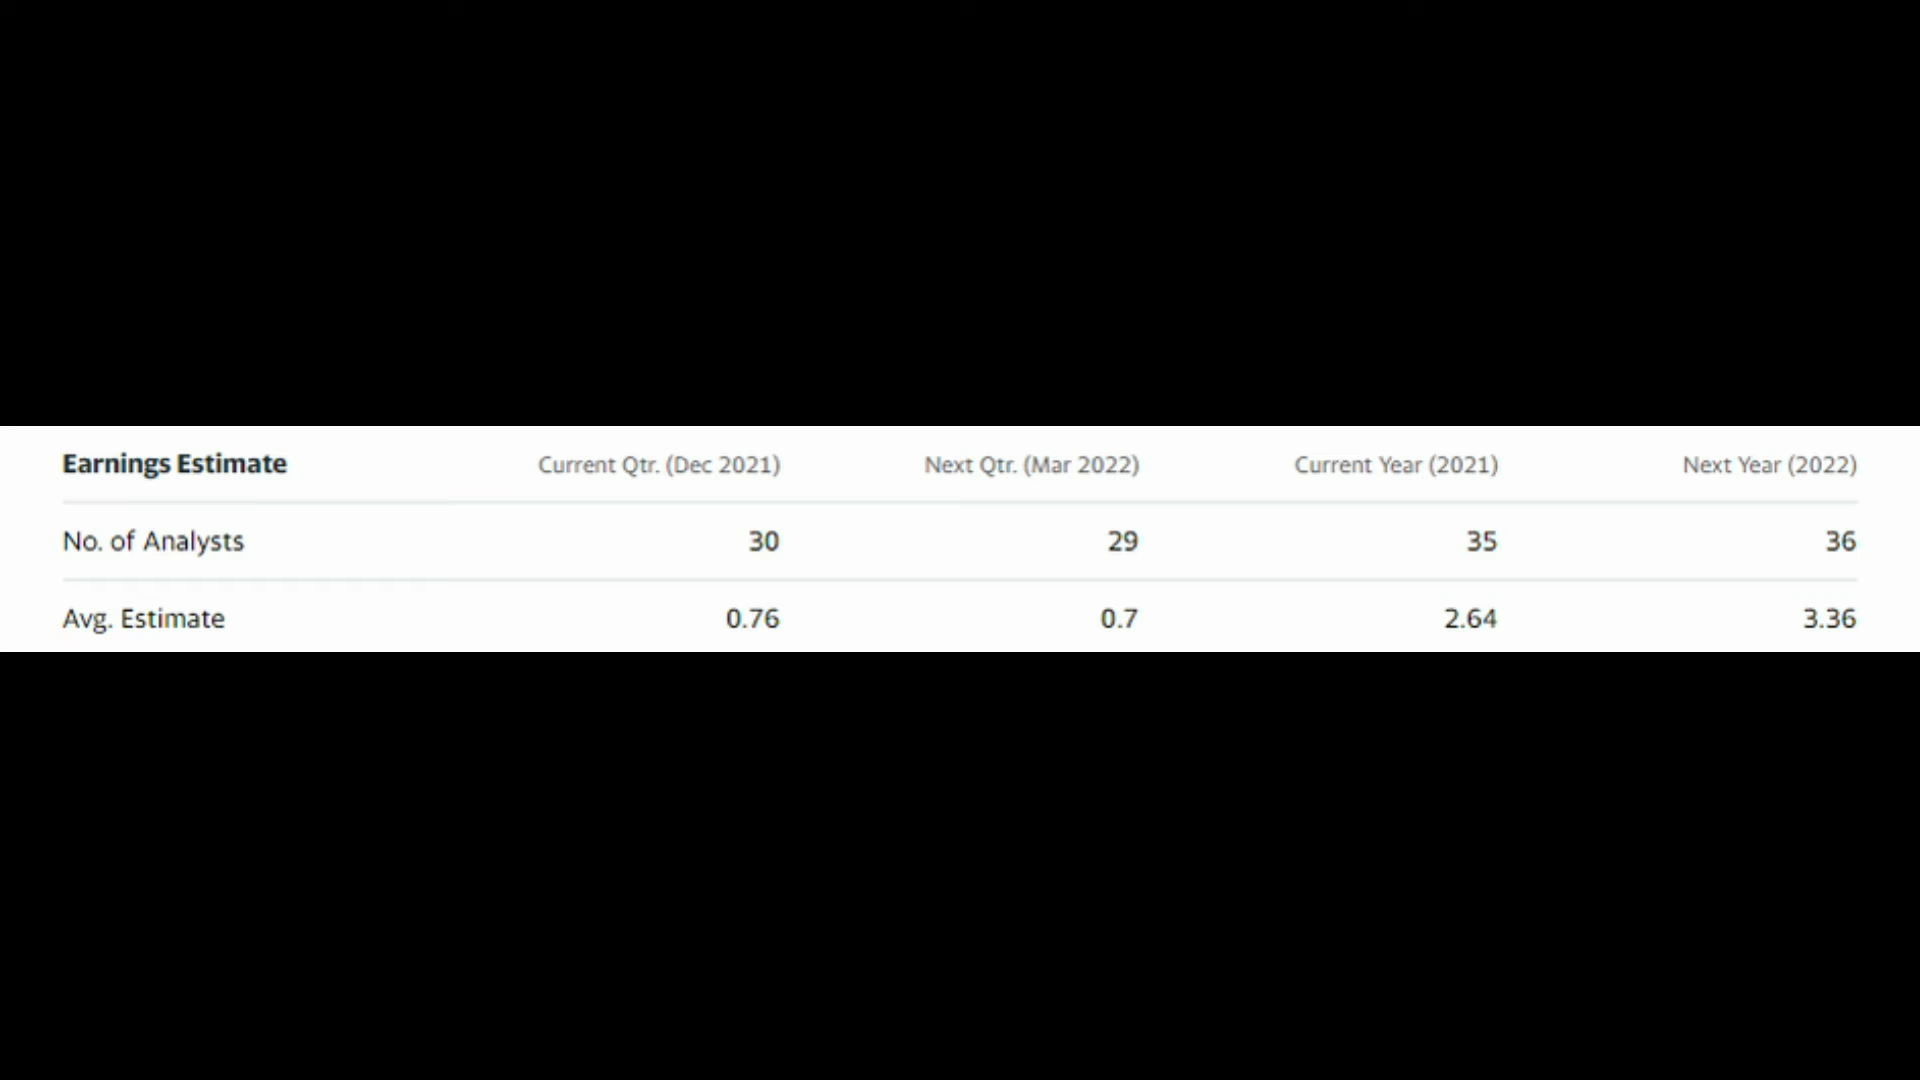 Earnings Estimate Current Qtr. (Dec 2021) Next Qtr. (Mar 2022) Current Year (2021) Next Year (2022)
No. of Analysts 30 29 35 36
Avg. Estimate 0.76 0.7 2.64 3.36